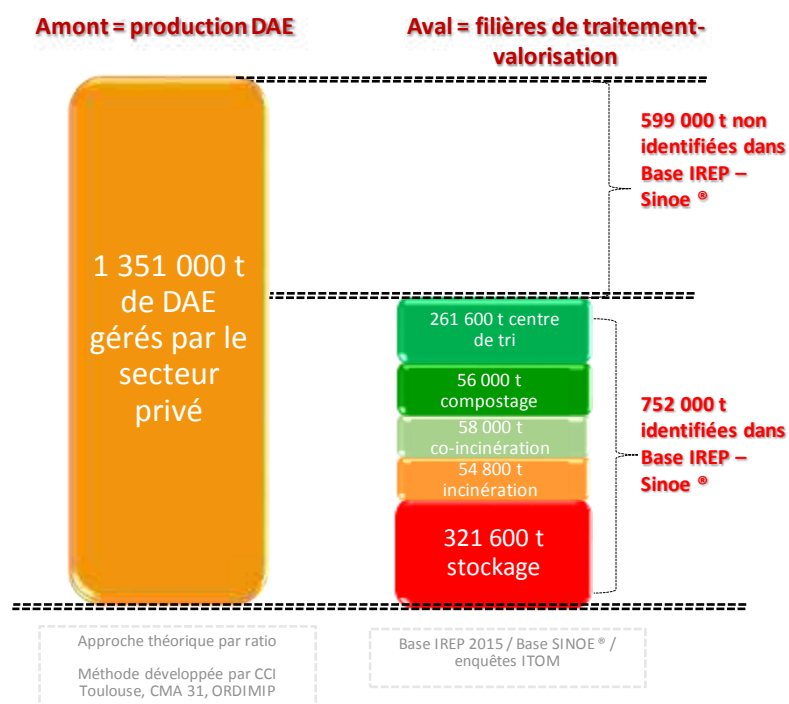 Amont = production DAE
Aval = filières de traitement-
valorisation
1 351 000 t
de DAE
gérés par le
secteur
privé
599 000 t non
identifiées dans
Base IREP –
Sinoe ®
261 600 t centre
de tri
56 000 t
compostage
58 000 t
co-incinération
54 800 t
incinération
321 600 t
stockage
752 000 t
identifiées dans
Base IREP –
Sinoe ®
Approche théorique par ratio
Méthode développée par CCI
Toulouse, CMA 31, ORDIMIP
Base IREP 2015 / Base SINOE ® /
enquêtes ITOM